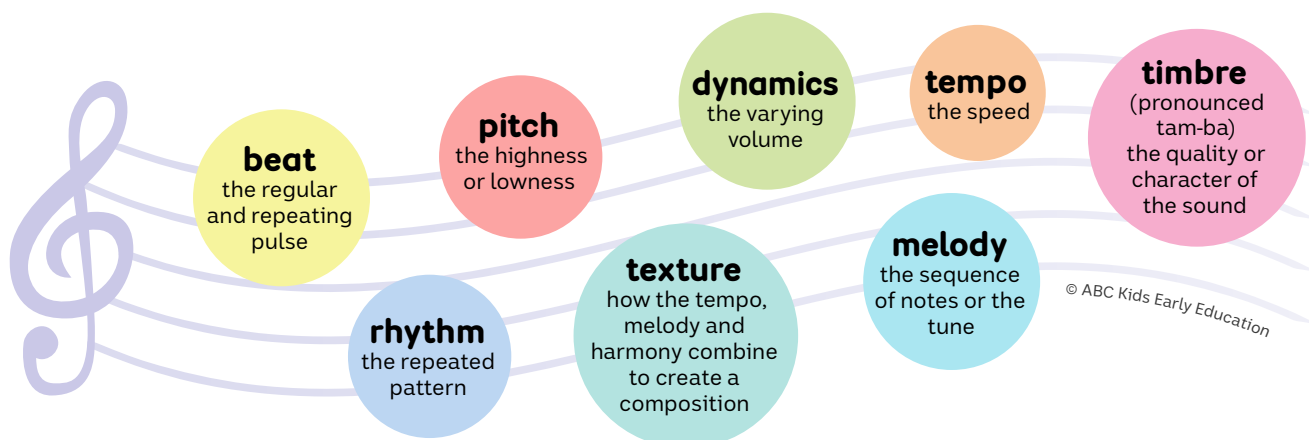 beat
the regular
and repeating
pulse
pitch
the highness
or lowness
dynamics
the varying
volume
tempo
the speed
timbre
(pronounced
tam-ba)
the quality or
character of
the sound
rhythm
the repeated
pattern
texture
how the tempo,
melody and
harmony combine
to create a
composition
melody
the sequence
of notes or the
tune
© ABC Kids Early Education